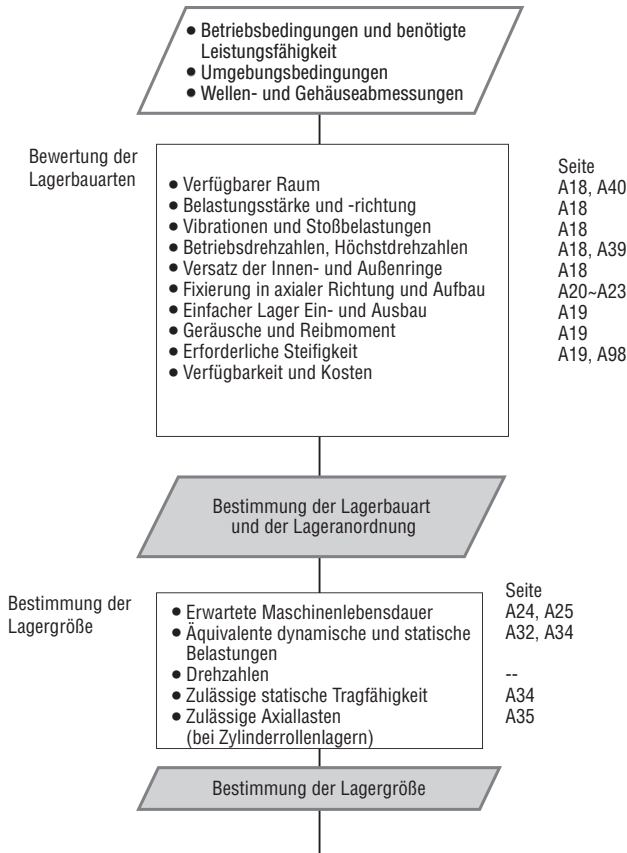 ● Betriebsbedingungen und benötigte
Leistungsfähigkeit
● Umgebungsbedingungen
● Wellen- und Gehäuseabmessungen
Bewertung der
Lagerbauarten
● Verfügbarer Raum
● Belastungsstärke und -richtung
● Vibrationen und Stoßbelastungen
● Betriebsdrehzahlen, Höchstdrehzahlen
● Versatz der Innen- und Außenringe
● Fixierung in axialer Richtung und Aufbau
● Einfacher Lager Ein- und Ausbau
● Geräusche und Reibmoment
● Erforderliche Steifigkeit
● Verfügbarkeit und Kosten
Seite
A18, A40
A18
A18
A18, A39
A18
A20~A23
A19
A19
A19, A98
Bestimmung der Lagerbauart
und der Lageranordnung
Bestimmung der
Lagergröße
● Erwartete Maschinenlebensdauer
● Äquivalente dynamische und statische
Belastungen
● Drehzahlen
● Zulässige statische Tragfähigkeit
● Zulässige Axiallasten
(bei Zylinderrollenlagern)
Seite
A24, A25
A32, A34
--
A34
A35
Bestimmung der Lagergröße